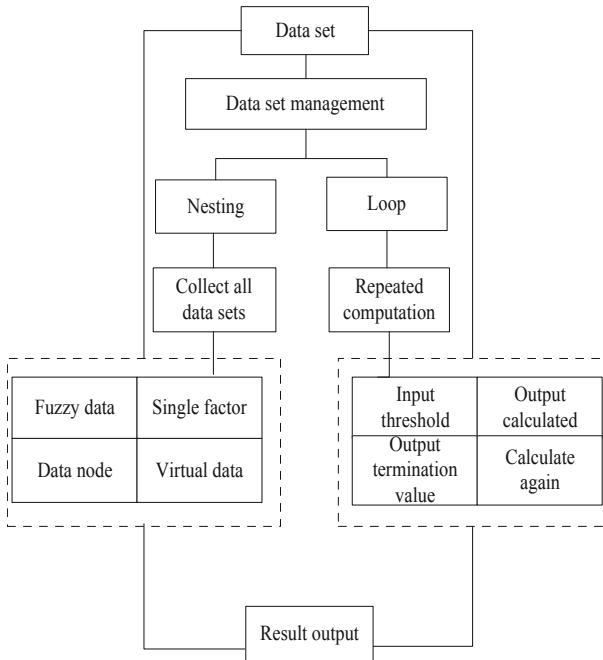 Data set
Data set management
Nesting
Loop
Collect all
data sets
Repeated
computation
Fuzzy data
Single factor
Data node
Virtual data
Input
threshold
Output
calculated
Output
termination
value
Calculate
again
Result output